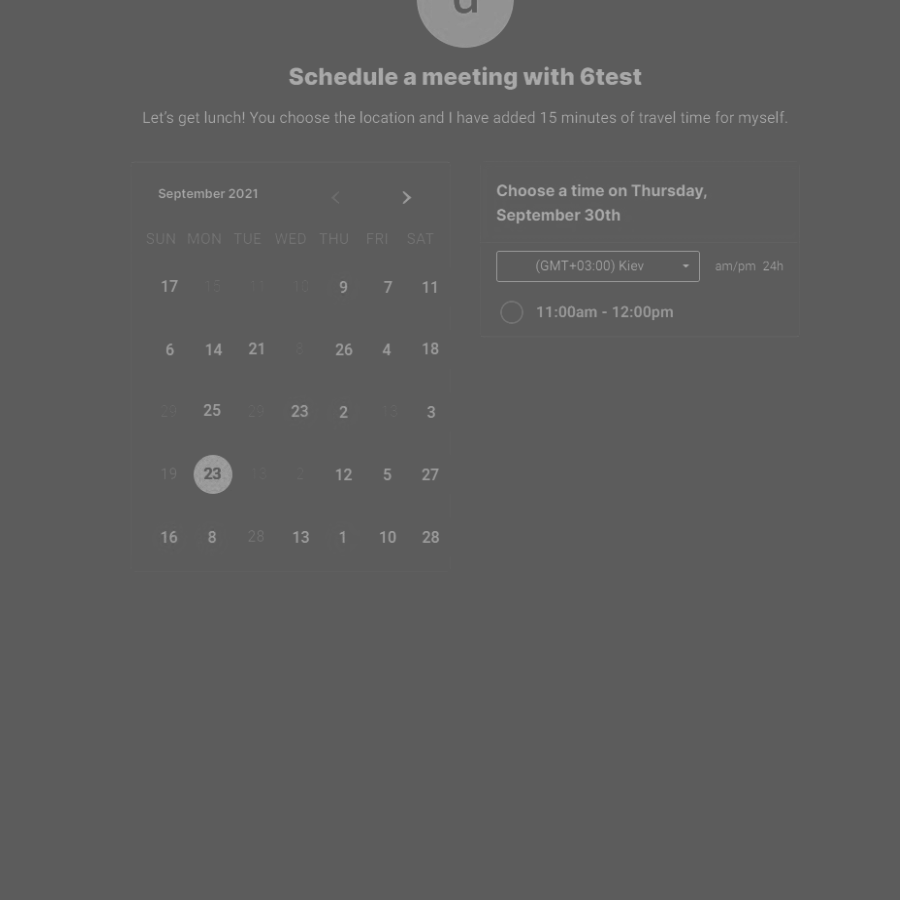 d
Schedule a meeting with 6test
Let's get lunch! You choose the location and I have added 15 minutes of travel time for myself.
September 2021
SUN MON TUE WED THU FRI SAT
17 15 11 10 9 7 11
6 14 21 8 26 4 18
29 25 29 23 2 15 3
19 23 13 2 12 5 27
16 8 28 13 1 10 28
Choose a time on Thursday,
September 30th
(GMT+03:00) Kiev
am/pm 24h
11:00am - 12:00pm